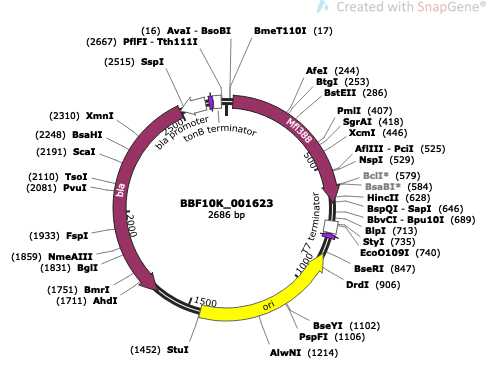 Created with SnapGene®
(16) AvaI - BsoBI
BmeT110I (17)
(2667) PflFI - Tth111I
(2515) SspI
AfeI (244)
BtgI (253)
BstEII (286)
(2310) XmnI
PmlI (407)
(2248) BsaHI
SgrAI (418)
XcmI (446)
(2191) ScaI
AflIII - PciI (525)
NspI (529)
(2110) TsoI
BclI* (579)
(2081) PvuI
BsaBI* (584)
HincII (628)
BspQI - SapI (646)
BbvCI - Bpu10I (689)
BlpI (713)
(1933) FspI
StyI (735)
EcoO109I (740)
(1859) NmeAIII
(1831) BglI
BseRI (847)
(1751) BmrI
DrdI (906)
(1711) AhdI
BseYI (1102)
PspFI (1106)
(1452) StuI
AlwNI (1214)
bla promoter
tonB terminator
Mfl388
T7 terminator
ori
bla
500
1000
1500
2000
2500
BBF10K_001623
2686 bp